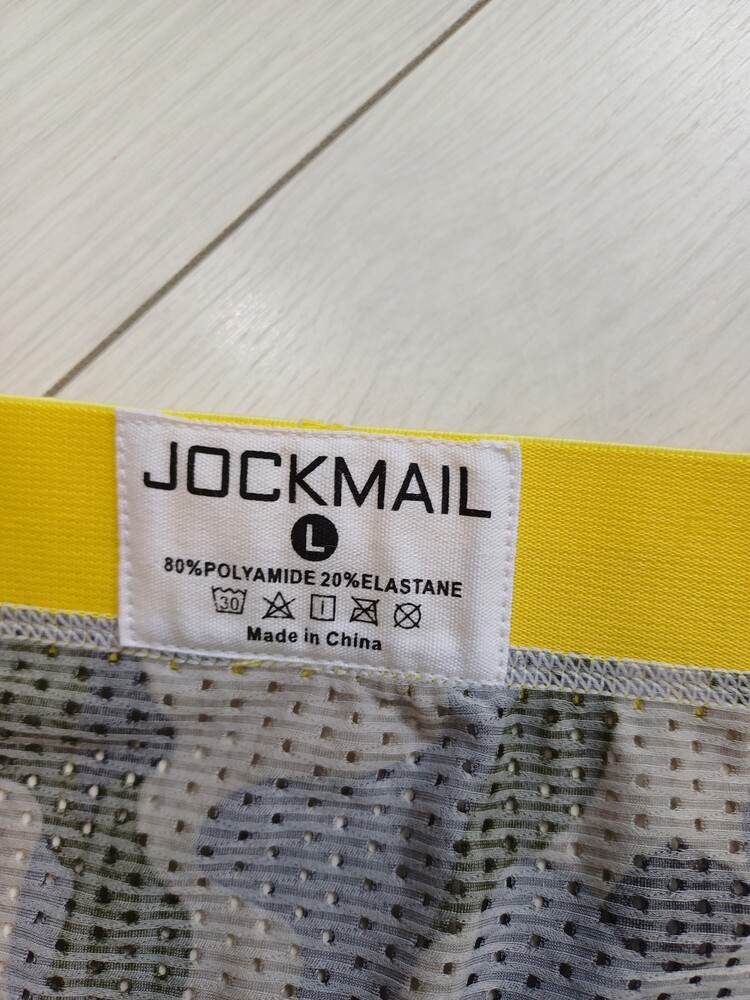 JOCKMAIL
L
80%POLYAMIDE 20%ELASTANE
30
Made in China